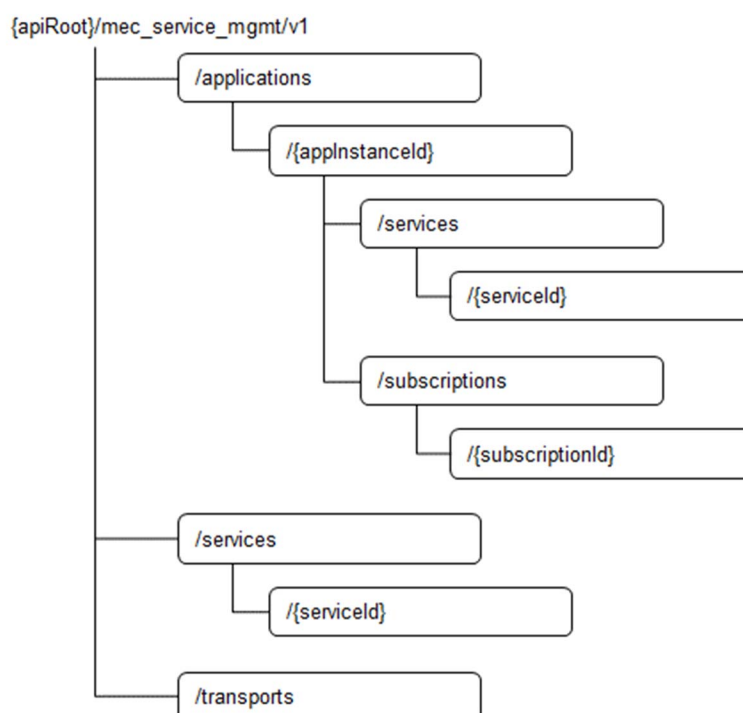 {apiRoot}/mec_service_mgmt/v1
/applications
/{appInstanceId}
/services
/{serviceId}
/subscriptions
/{subscriptionId}
/services
/{serviceId}
/transports